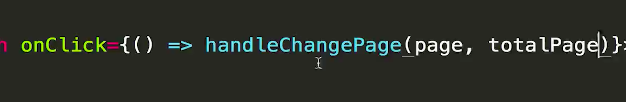 onClick={() => handleChangePage(page, totalPage)}>